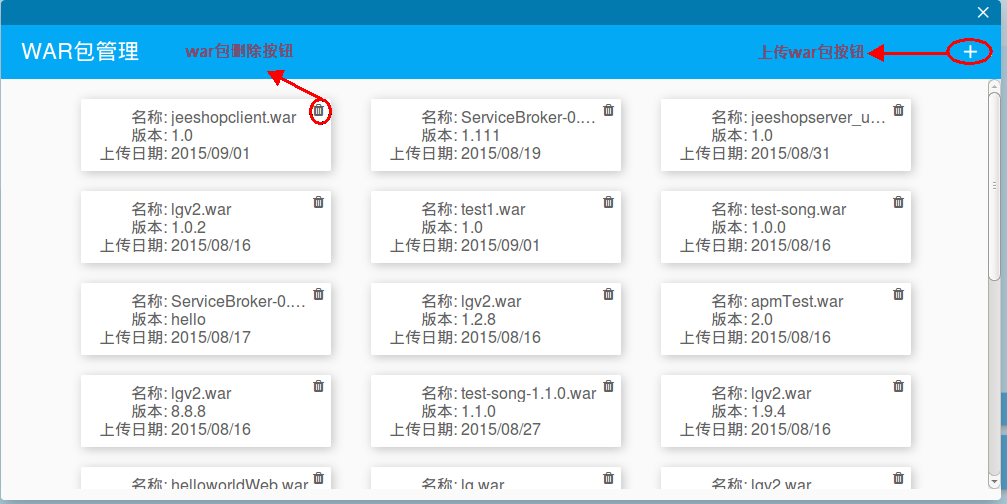 WAR包管理
war包删除按钮
上传war包按钮
名称: jeeshopclient.war
版本: 1.0
上传日期: 2015/09/01
名称: ServiceBroker-0....
版本: 1.111
上传日期: 2015/08/19
名称: jeeshopserver_u...
版本: 1.0
上传日期: 2015/08/31
名称: lgv2.war
版本: 1.0.2
上传日期: 2015/08/16
名称: test1.war
版本: 1.0
上传日期: 2015/09/01
名称: test-song.war
版本: 1.0.0
上传日期: 2015/08/16
名称: ServiceBroker-0....
版本: hello
上传日期: 2015/08/17
名称: lgv2.war
版本: 1.2.8
上传日期: 2015/08/16
名称: apmTest.war
版本: 2.0
上传日期: 2015/08/16
名称: lgv2.war
版本: 8.8.8
上传日期: 2015/08/16
名称: test-song-1.1.0.war
版本: 1.1.0
上传日期: 2015/08/27
名称: lgv2.war
版本: 1.9.4
上传日期: 2015/08/16
名称: helloworldWeb.war
名称: lg.war
名称: lgv2.war